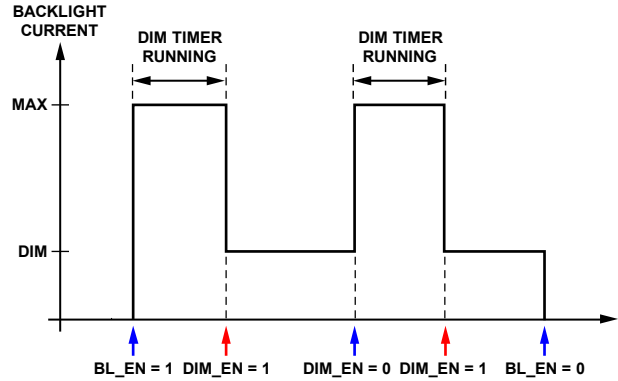 BACKLIGHT
CURRENT
DIM TIMER
RUNNING
DIM TIMER
RUNNING
MAX
DIM
BL_EN = 1 DIM_EN = 1 DIM_EN = 0 DIM_EN = 1 BL_EN = 0